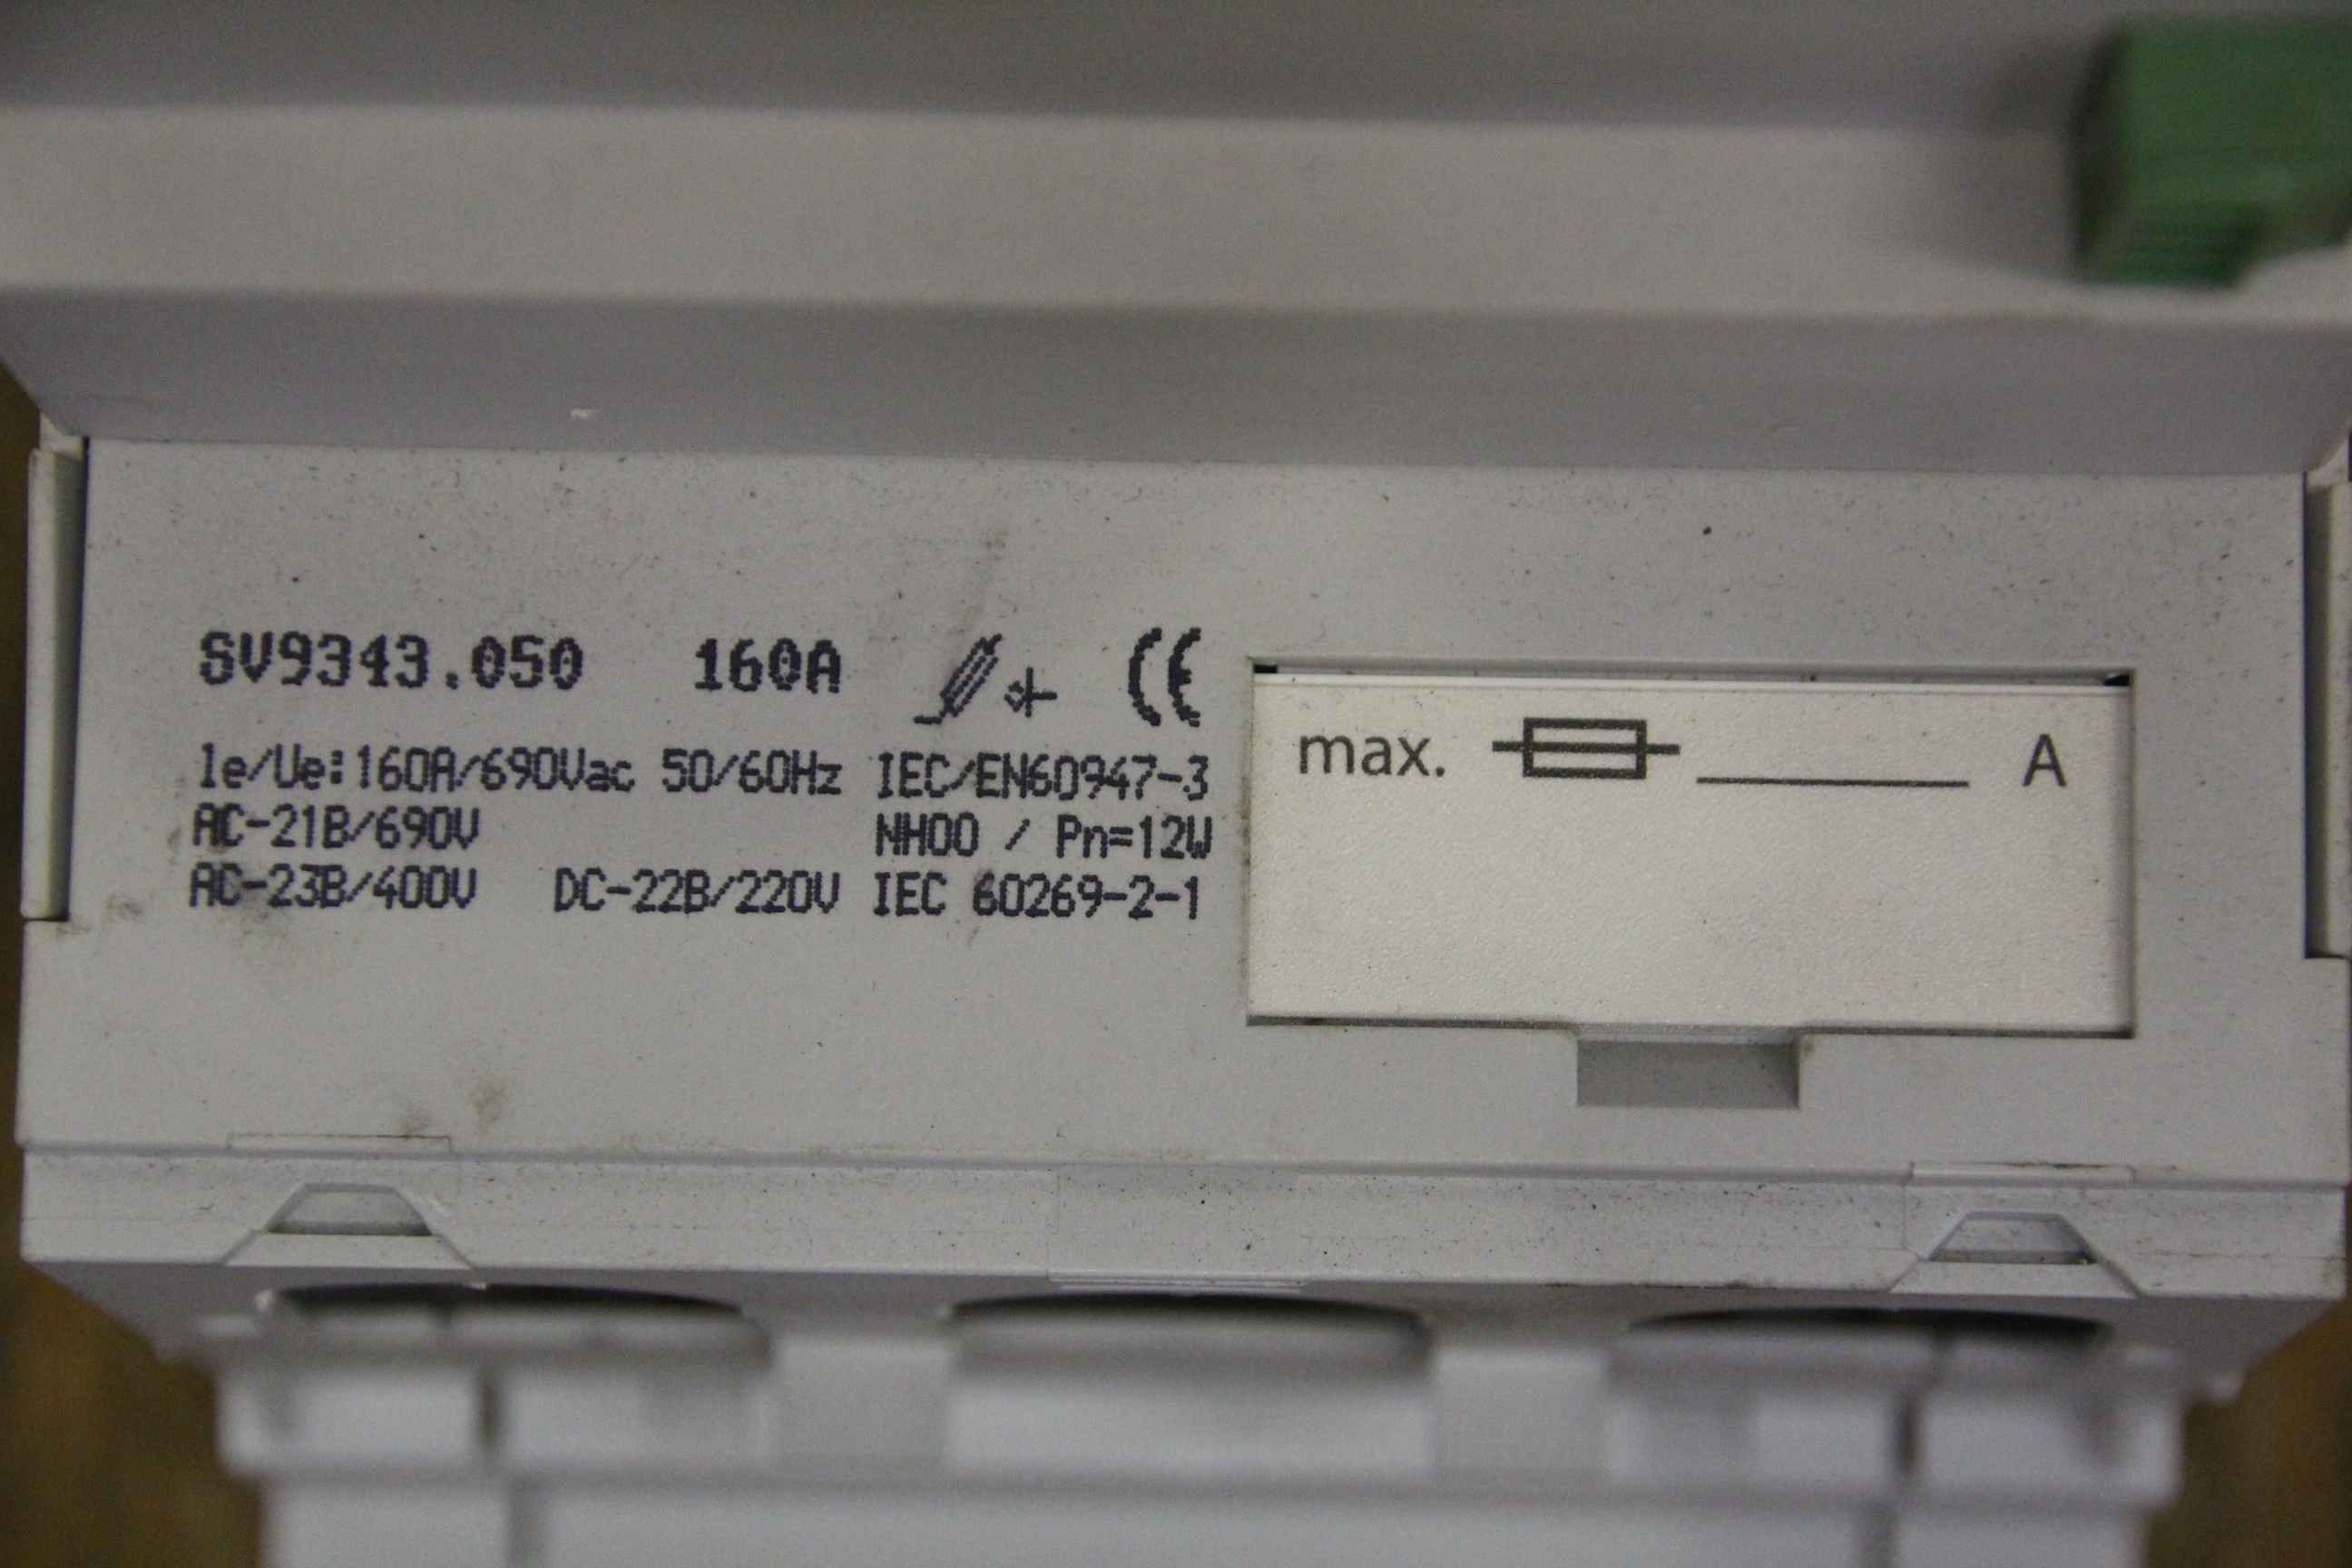 SV9343.050 160A CE
Ie/Ue:160A/690Vac 50/60Hz IEC/EN60947-3
AC-21B/690V NH00 / Pn=12W
AC-23B/400V DC-22B/220V IEC 60269-2-1
max. A